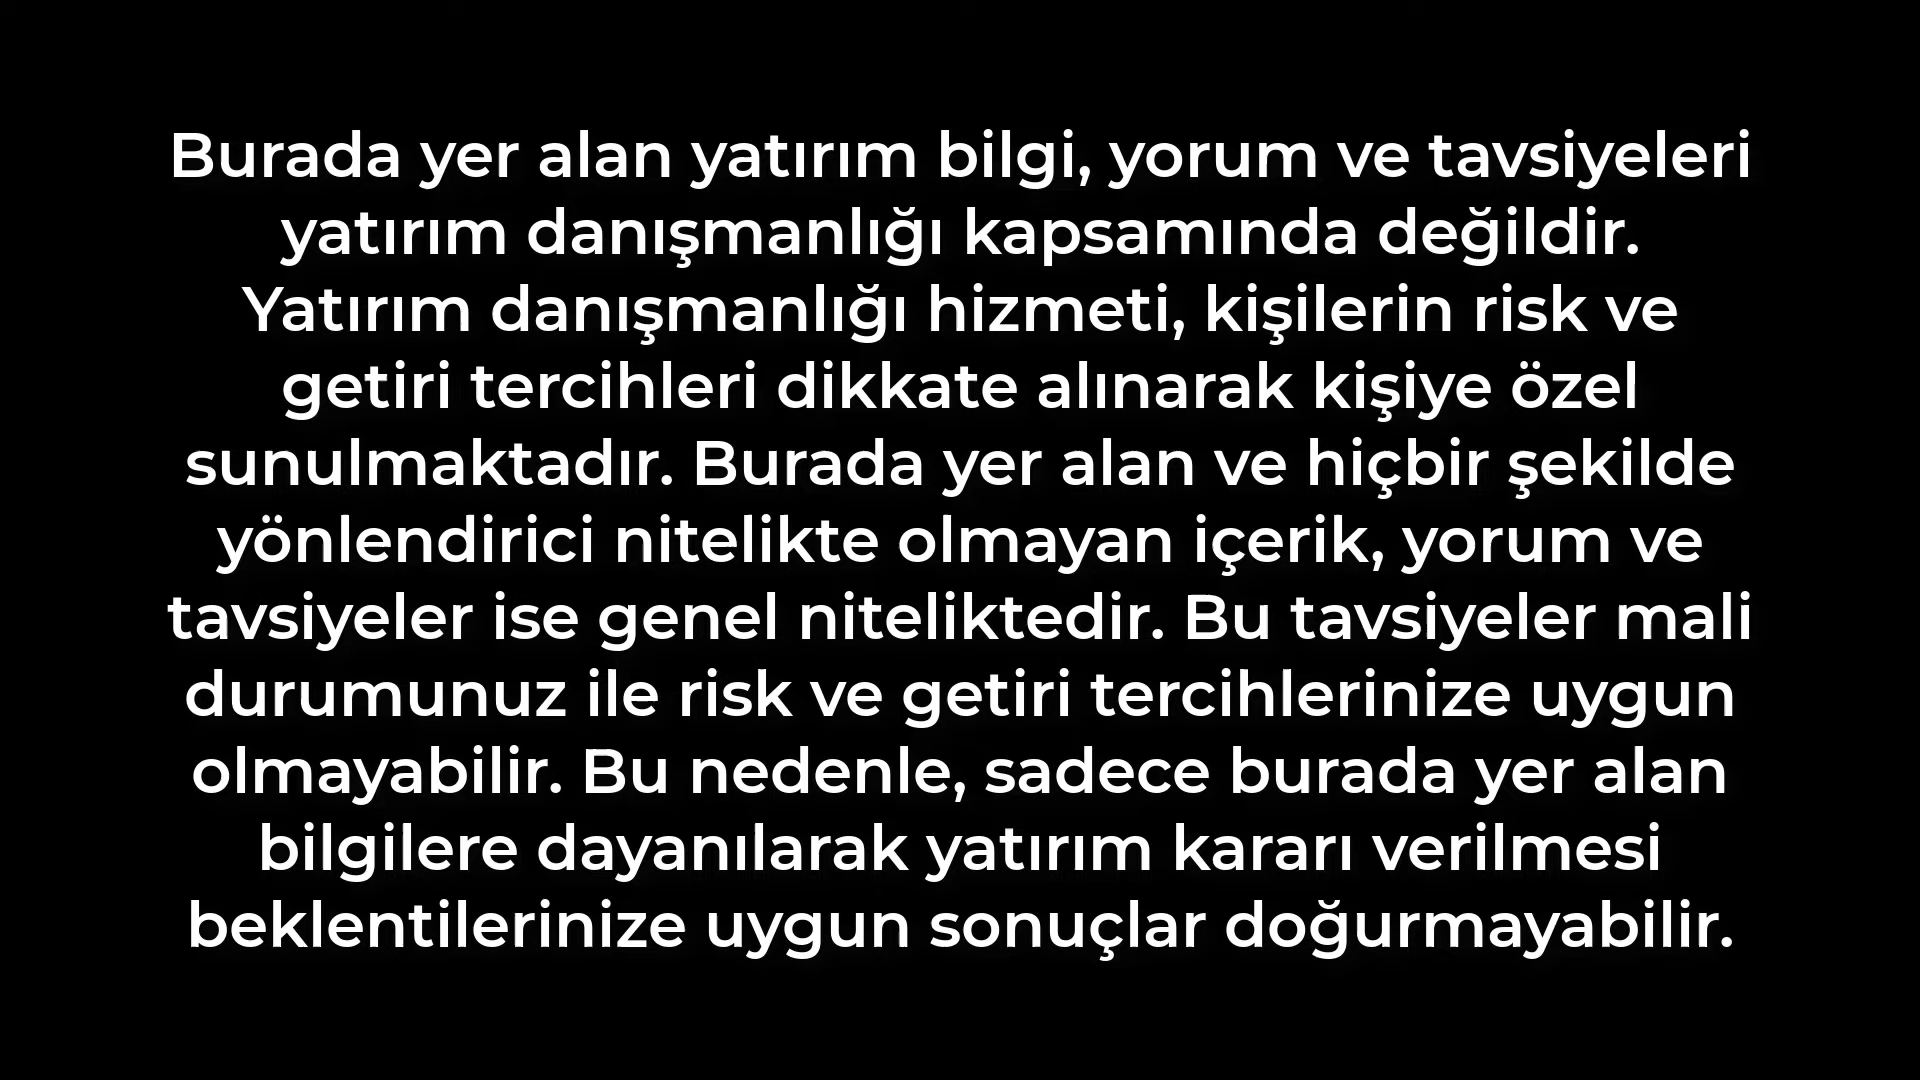 Burada yer alan yatırım bilgi, yorum ve tavsiyeleri
yatırım danışmanlığı kapsamında değildir.
Yatırım danışmanlığı hizmeti, kişilerin risk ve
getiri tercihleri dikkate alınarak kişiye özel
sunulmaktadır. Burada yer alan ve hiçbir şekilde
yönlendirici nitelikte olmayan içerik, yorum ve
tavsiyeler ise genel niteliktedir. Bu tavsiyeler mali
durumunuz ile risk ve getiri tercihlerinize uygun
olmayabilir. Bu nedenle, sadece burada yer alan
bilgilere dayanılarak yatırım kararı verilmesi
beklentilerinize uygun sonuçlar doğurmayabilir.